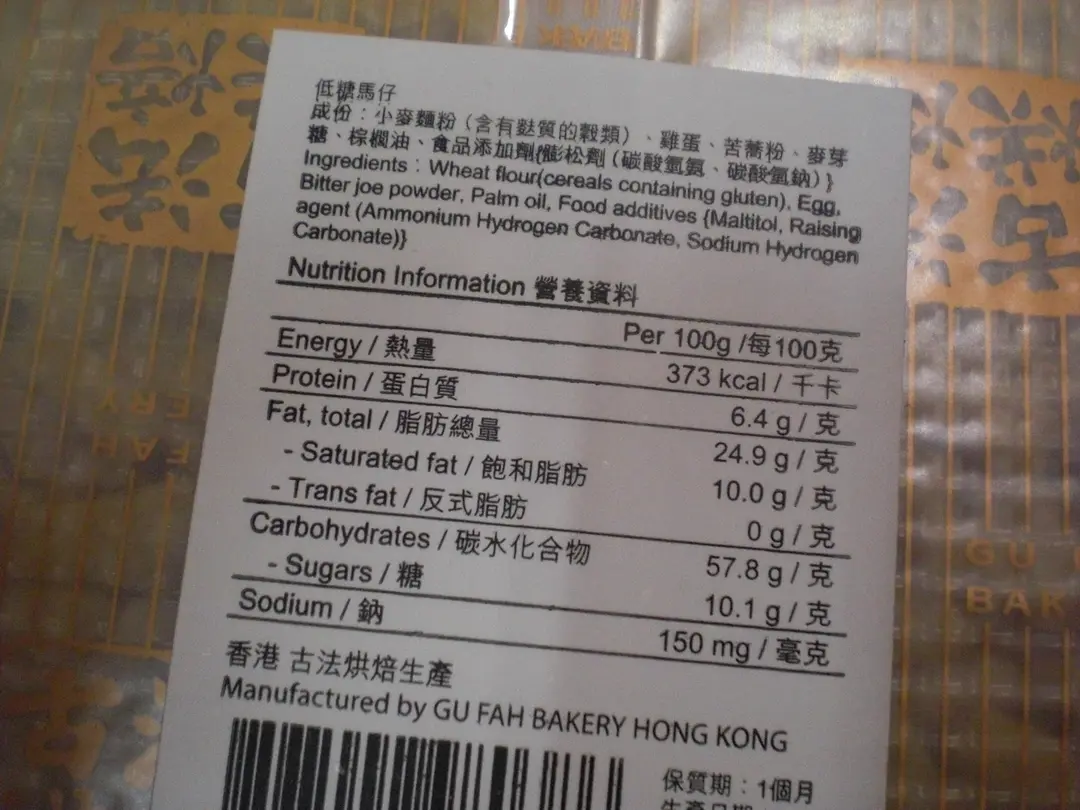 低糖馬仔
成份：小麥麵粉（含有麩質的穀類）、雞蛋、苦蕎粉、麥芽
糖、棕櫚油、食品添加劑{膨松劑（碳酸氫氨、碳酸氫鈉）}
Ingredients : Wheat flour(cereals containing gluten), Egg,
Bitter joe powder, Palm oil, Food additives {Maltitol, Raising
agent (Ammonium Hydrogen Carbonate, Sodium Hydrogen
Carbonate)}
Nutrition Information 營養資料
Per 100g /每100克
Energy / 熱量 373 kcal / 千卡
Protein / 蛋白質 6.4 g / 克
Fat, total / 脂肪總量 24.9 g / 克
- Saturated fat / 飽和脂肪 10.0 g / 克
- Trans fat / 反式脂肪 0 g / 克
Carbohydrates / 碳水化合物 57.8 g / 克
- Sugars / 糖 10.1 g / 克
Sodium / 鈉 150 mg / 毫克
香港 古法烘焙生產
Manufactured by GU FAH BAKERY HONG KONG
保質期：1個月
GU
BAK